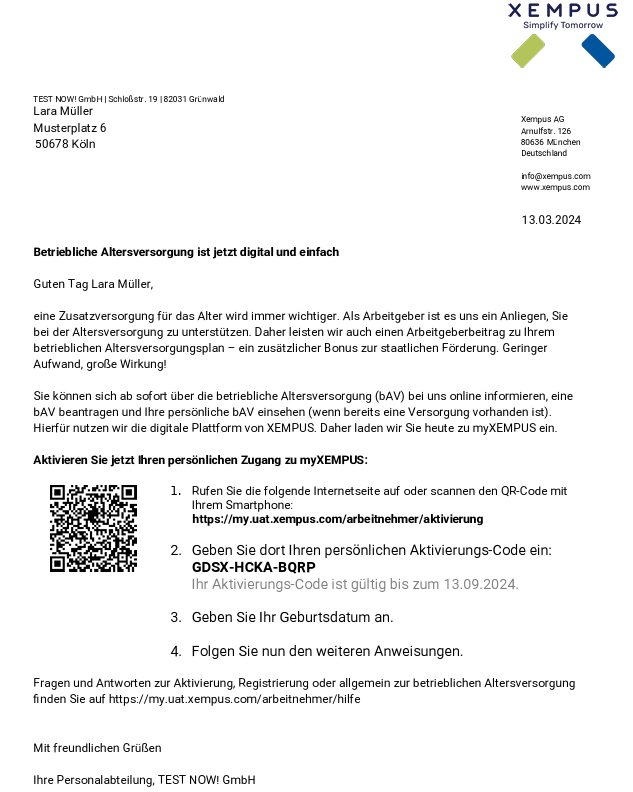 XEMPUS
Simplify Tomorrow
TEST NOW! GmbH | Schloßstr. 19 | 82031 Grünwald
Lara Müller
Musterplatz 6
50678 Köln
Xempus AG
Arnulfstr. 126
80636 München
Deutschland
info@xempus.com
www.xempus.com
13.03.2024
Betriebliche Altersversorgung ist jetzt digital und einfach
Guten Tag Lara Müller,
eine Zusatzversorgung für das Alter wird immer wichtiger. Als Arbeitgeber ist es uns ein Anliegen, Sie
bei der Altersversorgung zu unterstützen. Daher leisten wir auch einen Arbeitgeberbeitrag zu Ihrem
betrieblichen Altersversorgungsplan – ein zusätzlicher Bonus zur staatlichen Förderung. Geringer
Aufwand, große Wirkung!
Sie können sich ab sofort über die betriebliche Altersversorgung (bAV) bei uns online informieren, eine
bAV beantragen und Ihre persönliche bAV einsehen (wenn bereits eine Versorgung vorhanden ist).
Hierfür nutzen wir die digitale Plattform von XEMPUS. Daher laden wir Sie heute zu myXEMPUS ein.
Aktivieren Sie jetzt Ihren persönlichen Zugang zu myXEMPUS:
1. Rufen Sie die folgende Internetseite auf oder scannen den QR-Code mit
Ihrem Smartphone:
https://my.uat.xempus.com/arbeitnehmer/aktivierung
2. Geben Sie dort Ihren persönlichen Aktivierungs-Code ein:
GDSX-HCKA-BQRP
Ihr Aktivierungs-Code ist gültig bis zum 13.09.2024.
3. Geben Sie Ihr Geburtsdatum an.
4. Folgen Sie nun den weiteren Anweisungen.
Fragen und Antworten zur Aktivierung, Registrierung oder allgemein zur betrieblichen Altersversorgung
finden Sie auf https://my.uat.xempus.com/arbeitnehmer/hilfe
Mit freundlichen Grüßen
Ihre Personalabteilung, TEST NOW! GmbH